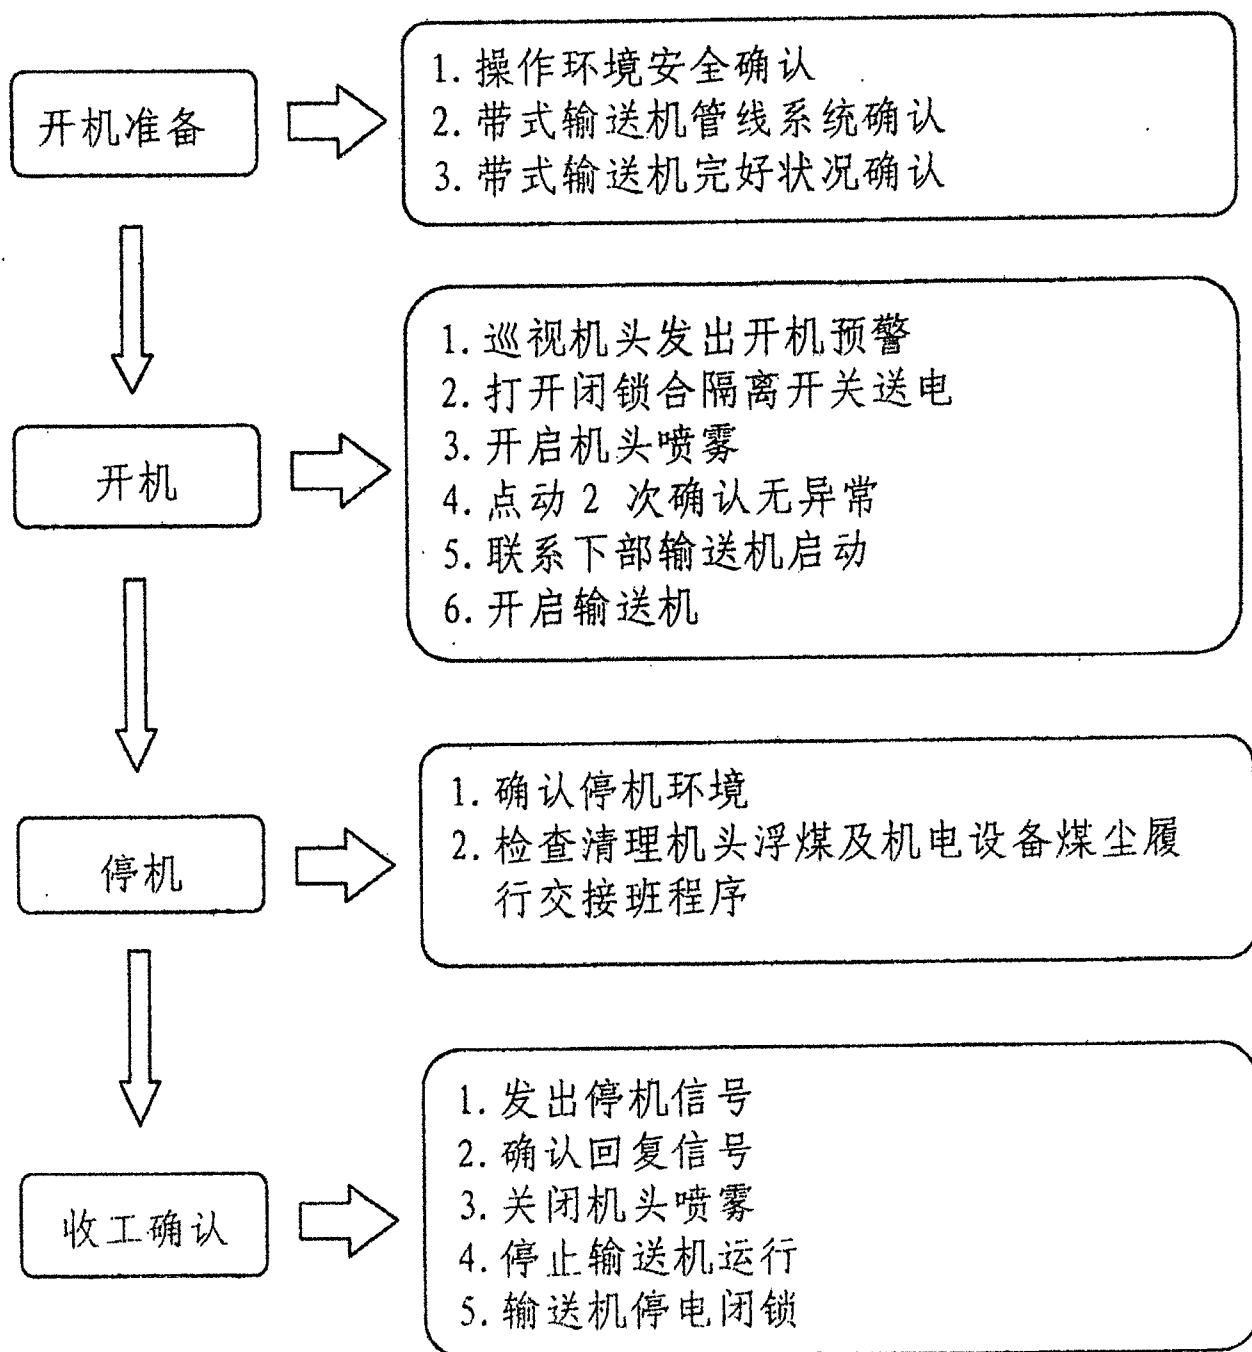 开机准备
1. 操作环境安全确认
2. 带式输送机管线系统确认
3. 带式输送机完好状况确认
开机
1. 巡视机头发出开机预警
2. 打开闭锁合隔离开关送电
3. 开启机头喷雾
4. 点动2 次确认无异常
5. 联系下部输送机启动
6. 开启输送机
停机
1. 确认停机环境
2. 检查清理机头浮煤及机电设备煤尘履
行交接班程序
收工确认
1. 发出停机信号
2. 确认回复信号
3. 关闭机头喷雾
4. 停止输送机运行
5. 输送机停电闭锁